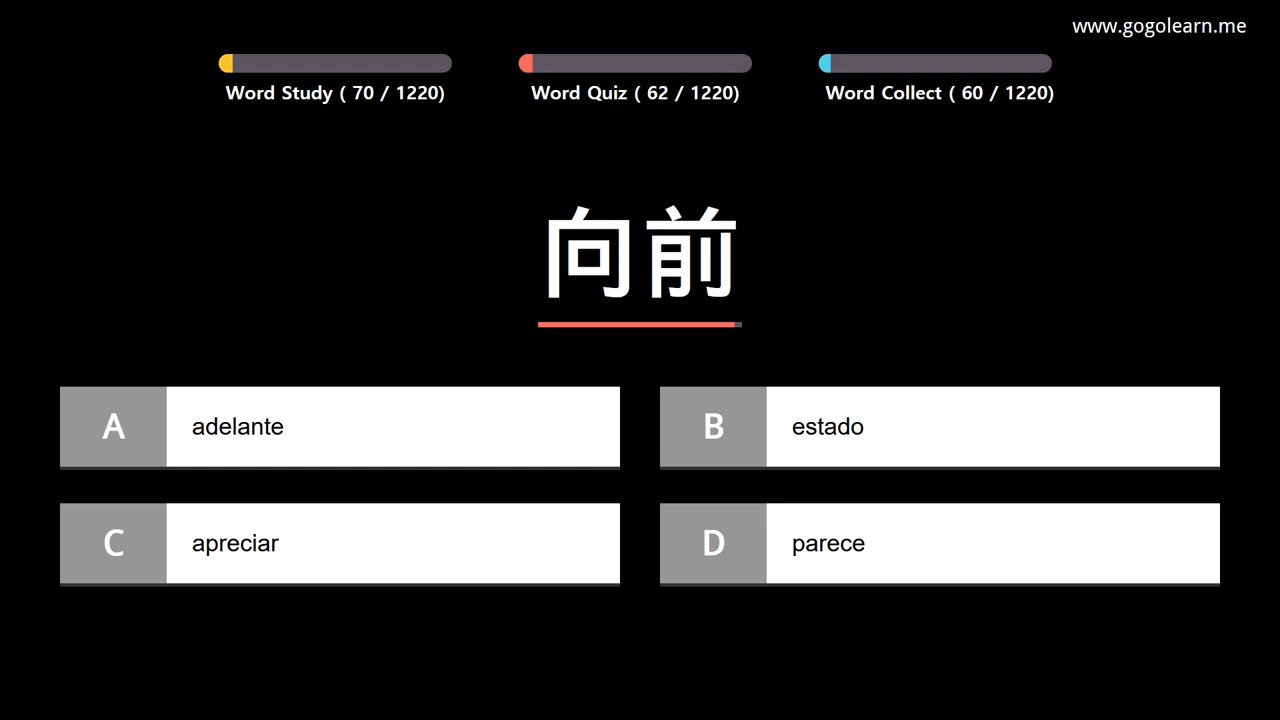 www.gogolearn.me
Word Study ( 70 / 1220)
Word Quiz ( 62 / 1220)
Word Collect ( 60 / 1220)
向前
A adelante
B estado
C apreciar
D parece